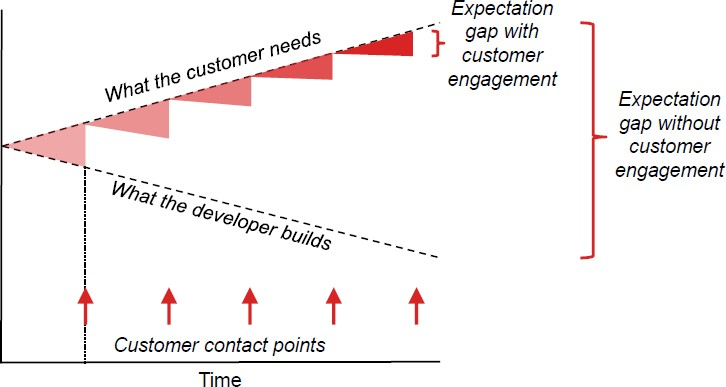 Expectation
gap with
customer
engagement
What the customer needs
Expectation
gap without
customer
engagement
What the developer builds
Customer contact points
Time